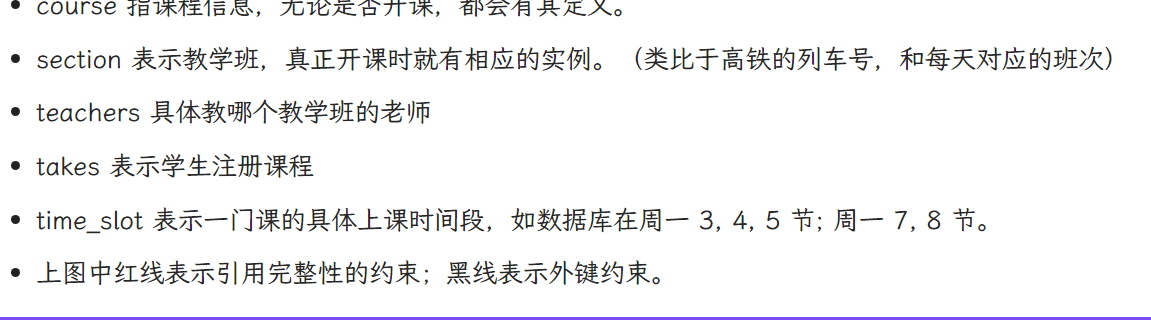 course 指课程信息，无论是否开课，都会有其定义。
section 表示教学班，真正开课时就有相应的实例。（类比于高铁的列车号，和每天对应的班次）
teachers 具体教哪个教学班的老师
takes 表示学生注册课程
time_slot 表示一门课的具体上课时间段，如数据库在周一 3, 4, 5 节; 周一 7, 8 节。
上图中红线表示引用完整性的约束；黑线表示外键约束。